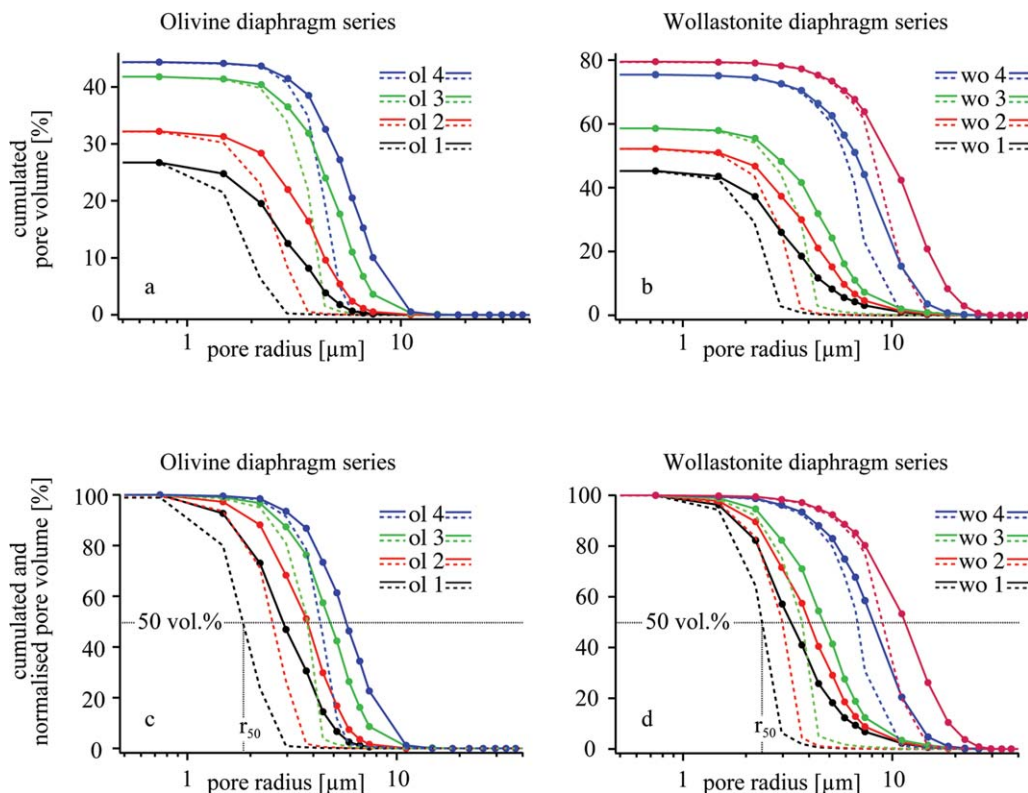 Olivine diaphragm series
cumulated
pore volume [%]
40
30
20
10
0
ol 4
ol 3
ol 2
ol 1
a
1
10
pore radius [µm]
Wollastonite diaphragm series
80
60
40
20
0
wo 4
wo 3
wo 2
wo 1
b
1
10
pore radius [µm]
Olivine diaphragm series
cumulated and
normalised pore volume [%]
100
80
60
40
20
0
ol 4
ol 3
ol 2
ol 1
50 vol.%
c
r50
1
10
pore radius [µm]
Wollastonite diaphragm series
100
80
60
40
20
0
wo 4
wo 3
wo 2
wo 1
50 vol.%
d
r50
1
10
pore radius [µm]